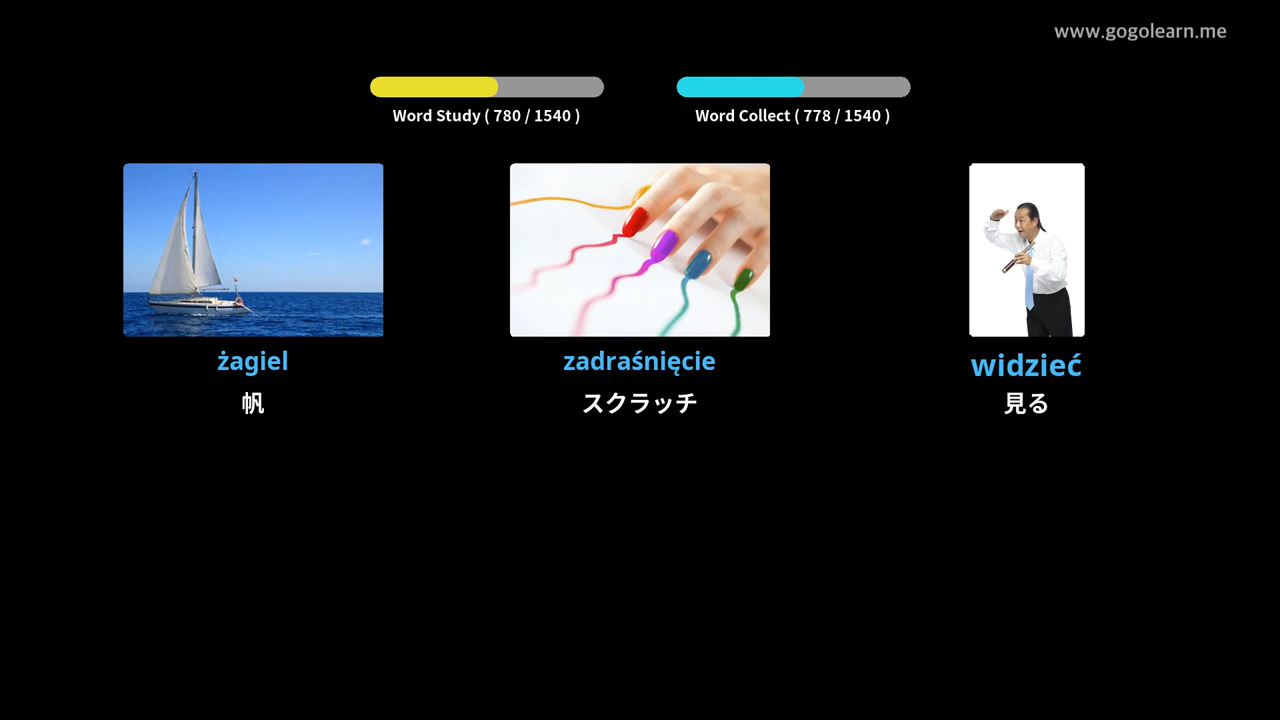 www.gogolearn.me
Word Study ( 780 / 1540 )
Word Collect ( 778 / 1540 )
żagiel
zadraśnięcie
widzieć
帆
スクラッチ
見る